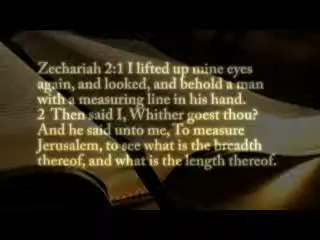 Zechariah 2:1 I lifted up mine eyes
again, and looked, and behold a man
with a measuring line in his hand.
2  Then said I, Whither goest thou?
And he said unto me, To measure
Jerusalem, to see what is the breadth
thereof, and what is the length thereof.